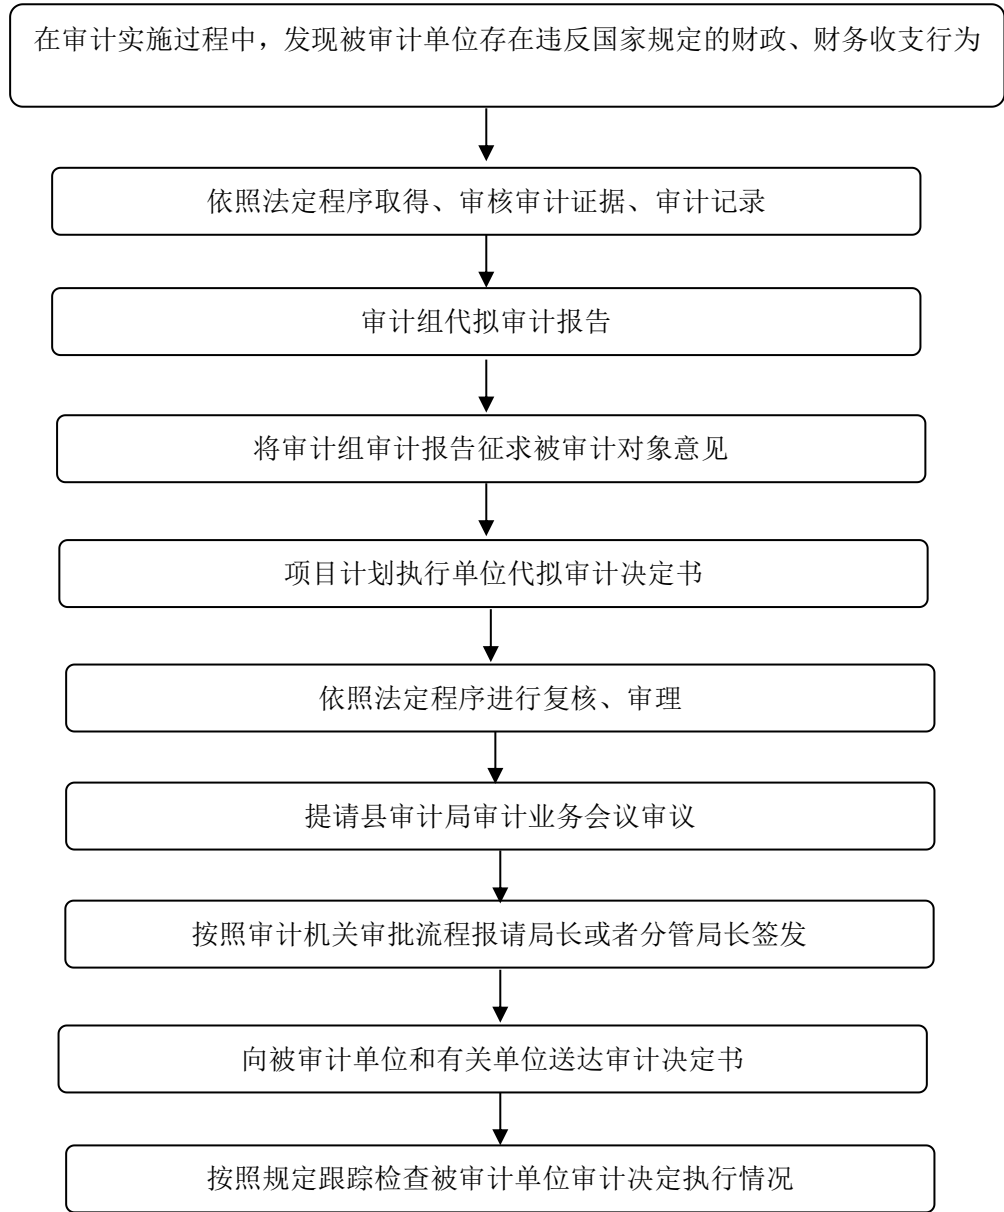 在审计实施过程中，发现被审计单位存在违反国家规定的财政、财务收支行为
依照法定程序取得、审核审计证据、审计记录
审计组代拟审计报告
将审计组审计报告征求被审计对象意见
项目计划执行单位代拟审计决定书
依照法定程序进行复核、审理
提请县审计局审计业务会议审议
按照审计机关审批流程报请局长或者分管局长签发
向被审计单位和有关单位送达审计决定书
按照规定跟踪检查被审计单位审计决定执行情况